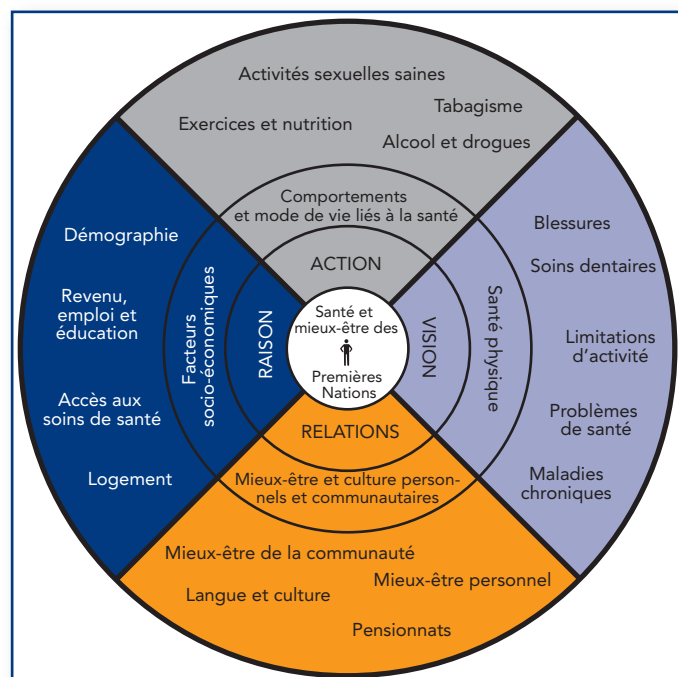 Activités sexuelles saines
Tabagisme
Exercices et nutrition
Alcool et drogues
Comportements
et mode de vie liés à la santé
ACTION
Démographie
Revenu,
emploi et
éducation
Accès aux
soins de santé
Logement
Facteurs
socio-économiques
RAISON
Santé et
mieux-être des
Premières
Nations
VISION
Santé physique
Blessures
Soins dentaires
Limitations
d'activité
Problèmes
de santé
Maladies
chroniques
RELATIONS
Mieux-être et culture person-
nels et communautaires
Mieux-être de la communauté
Mieux-être personnel
Langue et culture
Pensionnats